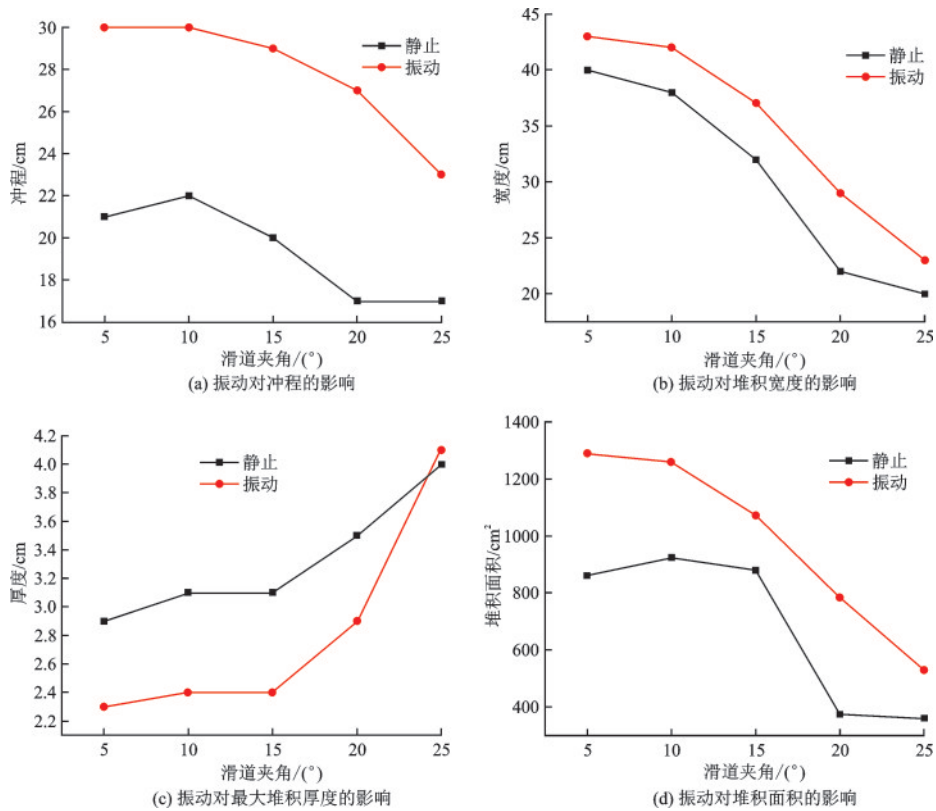 30
28
26
24
22
20
18
16
冲程/cm
静止
振动
5 10 15 20 25
滑道夹角/(°)
(a) 振动对冲程的影响
40
35
30
25
20
宽度/cm
静止
振动
5 10 15 20 25
滑道夹角/(°)
(b) 振动对堆积宽度的影响
4.2
4.0
3.8
3.6
3.4
3.2
3.0
2.8
2.6
2.4
2.2
厚度/cm
静止
振动
5 10 15 20 25
滑道夹角/(°)
(c) 振动对最大堆积厚度的影响
1400
1200
1000
800
600
400
堆积面积/cm²
静止
振动
5 10 15 20 25
滑道夹角/(°)
(d) 振动对堆积面积的影响